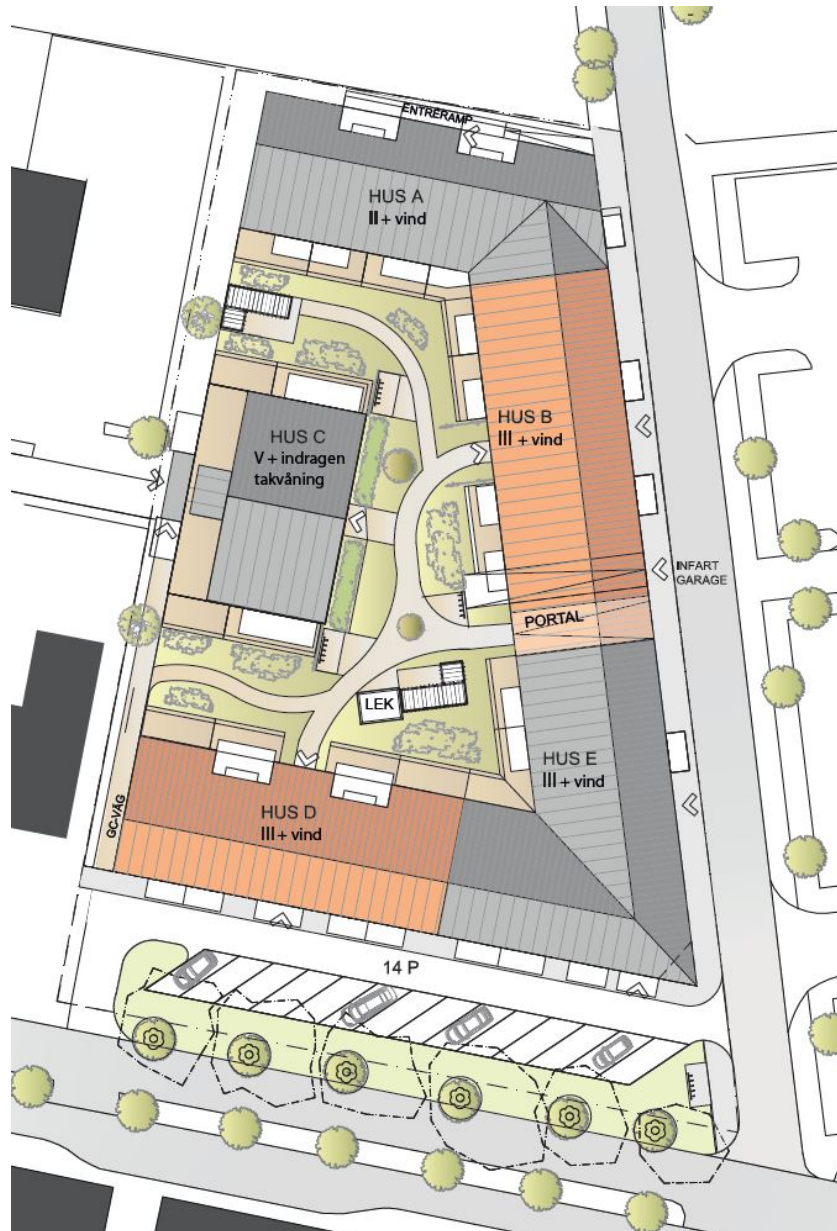 ENTRERAMP
HUS A
II + vind
HUS B
III + vind
HUS C
V + indragen
takvåning
INFART
GARAGE
PORTAL
LEK
HUS E
III + vind
HUS D
III + vind
GC-VÄG
14 P